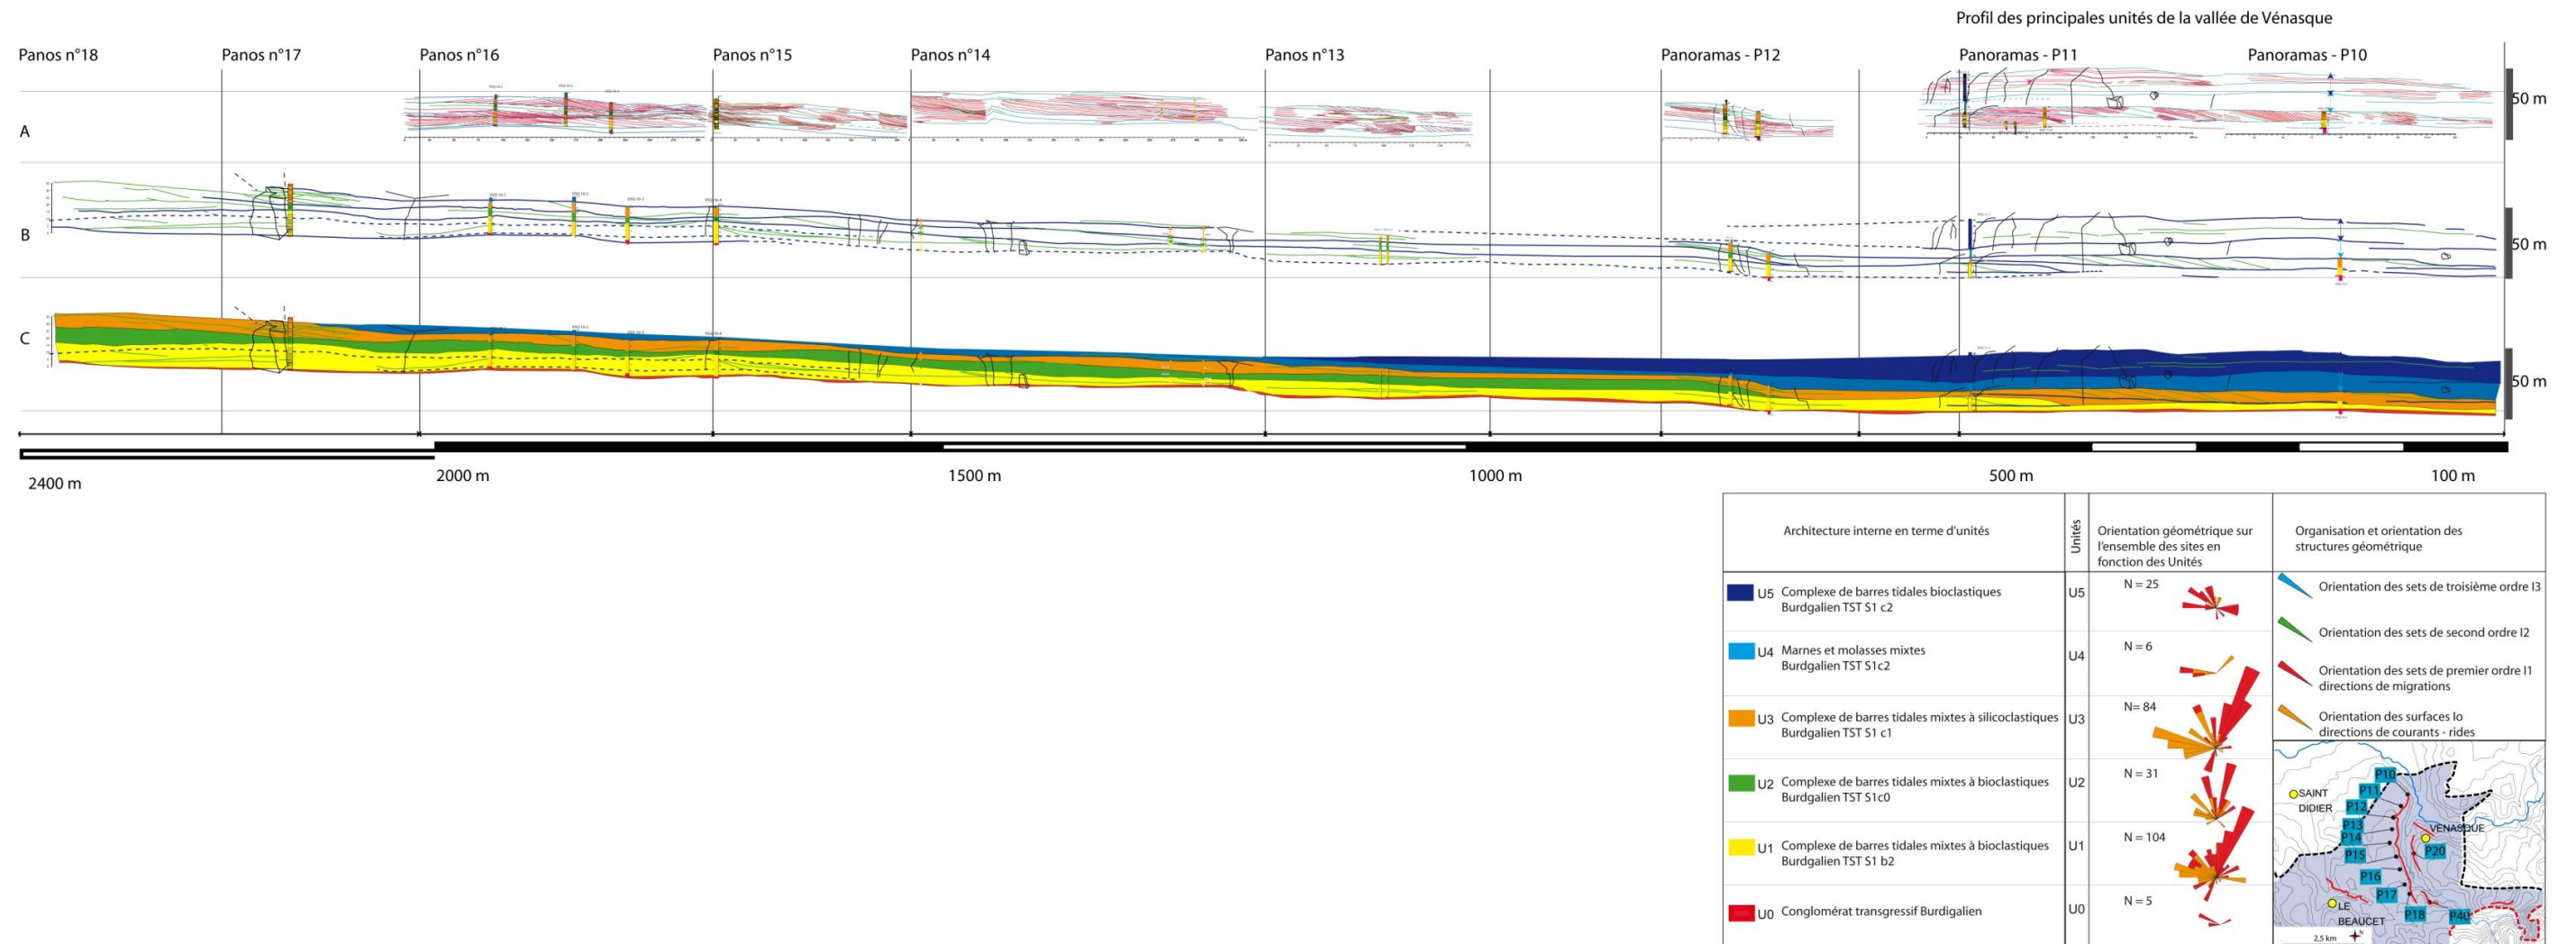 Profil des principales unités de la vallée de Vénasque
Panos n°18
Panos n°17
Panos n°16
Panos n°15
Panos n°14
Panos n°13
Panoramas - P12
Panoramas - P11
Panoramas - P10
A
50 m
B
50 m
C
50 m
2400 m
2000 m
1500 m
1000 m
500 m
100 m
Architecture interne en terme d'unités
Unités
Orientation géométrique sur
l'ensemble des sites en
fonction des Unités
Organisation et orientation des
structures géométrique
U5 Complexe de barres tidales bioclastiques
Burdgalien TST S1 c2
U5
N = 25
U4 Marnes et molasses mixtes
Burdgalien TST S1c2
U4
N = 6
U3 Complexe de barres tidales mixtes à silicoclastiques
Burdgalien TST S1 c1
U3
N= 84
U2 Complexe de barres tidales mixtes à bioclastiques
Burdgalien TST S1c0
U2
N = 31
U1 Complexe de barres tidales mixtes à bioclastiques
Burdgalien TST S1 b2
U1
N = 104
U0 Conglomérat transgressif Burdigalien
U0
N = 5
Orientation des sets de troisième ordre I3
Orientation des sets de second ordre I2
Orientation des sets de premier ordre I1
directions de migrations
Orientation des surfaces Io
directions de courants - rides
P10
SAINT
DIDIER
P11
P12
P13
P14
VENASQUE
P15
P20
P16
P17
LE
BEAUCET
P18
P40
2,5 km
N